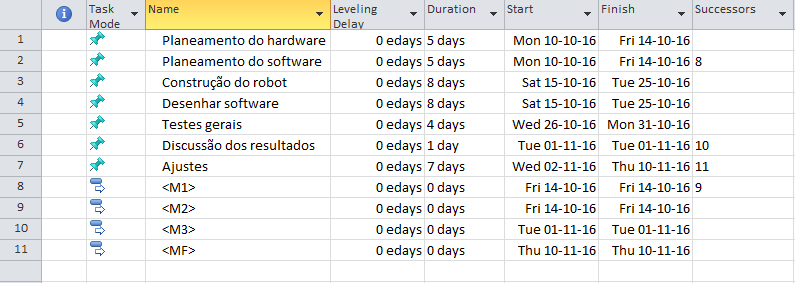 Task Mode Name Leveling Delay Duration Start Finish Successors
1 Planeamento do hardware 0 edays 5 days Mon 10-10-16 Fri 14-10-16
2 Planeamento do software 0 edays 5 days Mon 10-10-16 Fri 14-10-16 8
3 Construção do robot 0 edays 8 days Sat 15-10-16 Tue 25-10-16
4 Desenhar software 0 edays 8 days Sat 15-10-16 Tue 25-10-16
5 Testes gerais 0 edays 4 days Wed 26-10-16 Mon 31-10-16
6 Discussão dos resultados 0 edays 1 day Tue 01-11-16 Tue 01-11-16 10
7 Ajustes 0 edays 7 days Wed 02-11-16 Thu 10-11-16 11
8 <M1> 0 edays 0 days Fri 14-10-16 Fri 14-10-16 9
9 <M2> 0 edays 0 days Fri 14-10-16 Fri 14-10-16
10 <M3> 0 edays 0 days Tue 01-11-16 Tue 01-11-16
11 <MF> 0 edays 0 days Thu 10-11-16 Thu 10-11-16